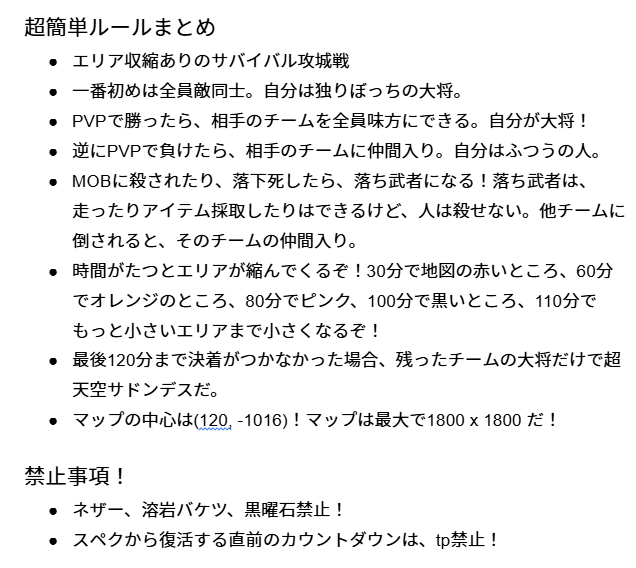 超簡単ルールまとめ
● エリア収縮ありのサバイバル攻城戦
● 一番初めは全員敵同士。自分は独りぼっちの大将。
● PVPで勝ったら、相手のチームを全員味方にできる。自分が大将！
● 逆にPVPで負けたら、相手のチームに仲間入り。自分はふつうの人。
● MOBに殺されたり、落下死したら、落ち武者になる！落ち武者は、
走ったりアイテム採取したりはできるけど、人は殺せない。他チームに
倒されると、そのチームの仲間入り。
● 時間がたつとエリアが縮んでくるぞ！30分で地図の赤いところ、60分
でオレンジのところ、80分でピンク、100分で黒いところ、110分で
もっと小さいエリアまで小さくなるぞ！
● 最後120分まで決着がつかなかった場合、残ったチームの大将だけで超
天空サドンデスだ。
● マップの中心は(120, -1016)！マップは最大で1800 x 1800 だ！
禁止事項！
● ネザー、溶岩バケツ、黒曜石禁止！
● スペクから復活する直前のカウントダウンは、tp禁止！